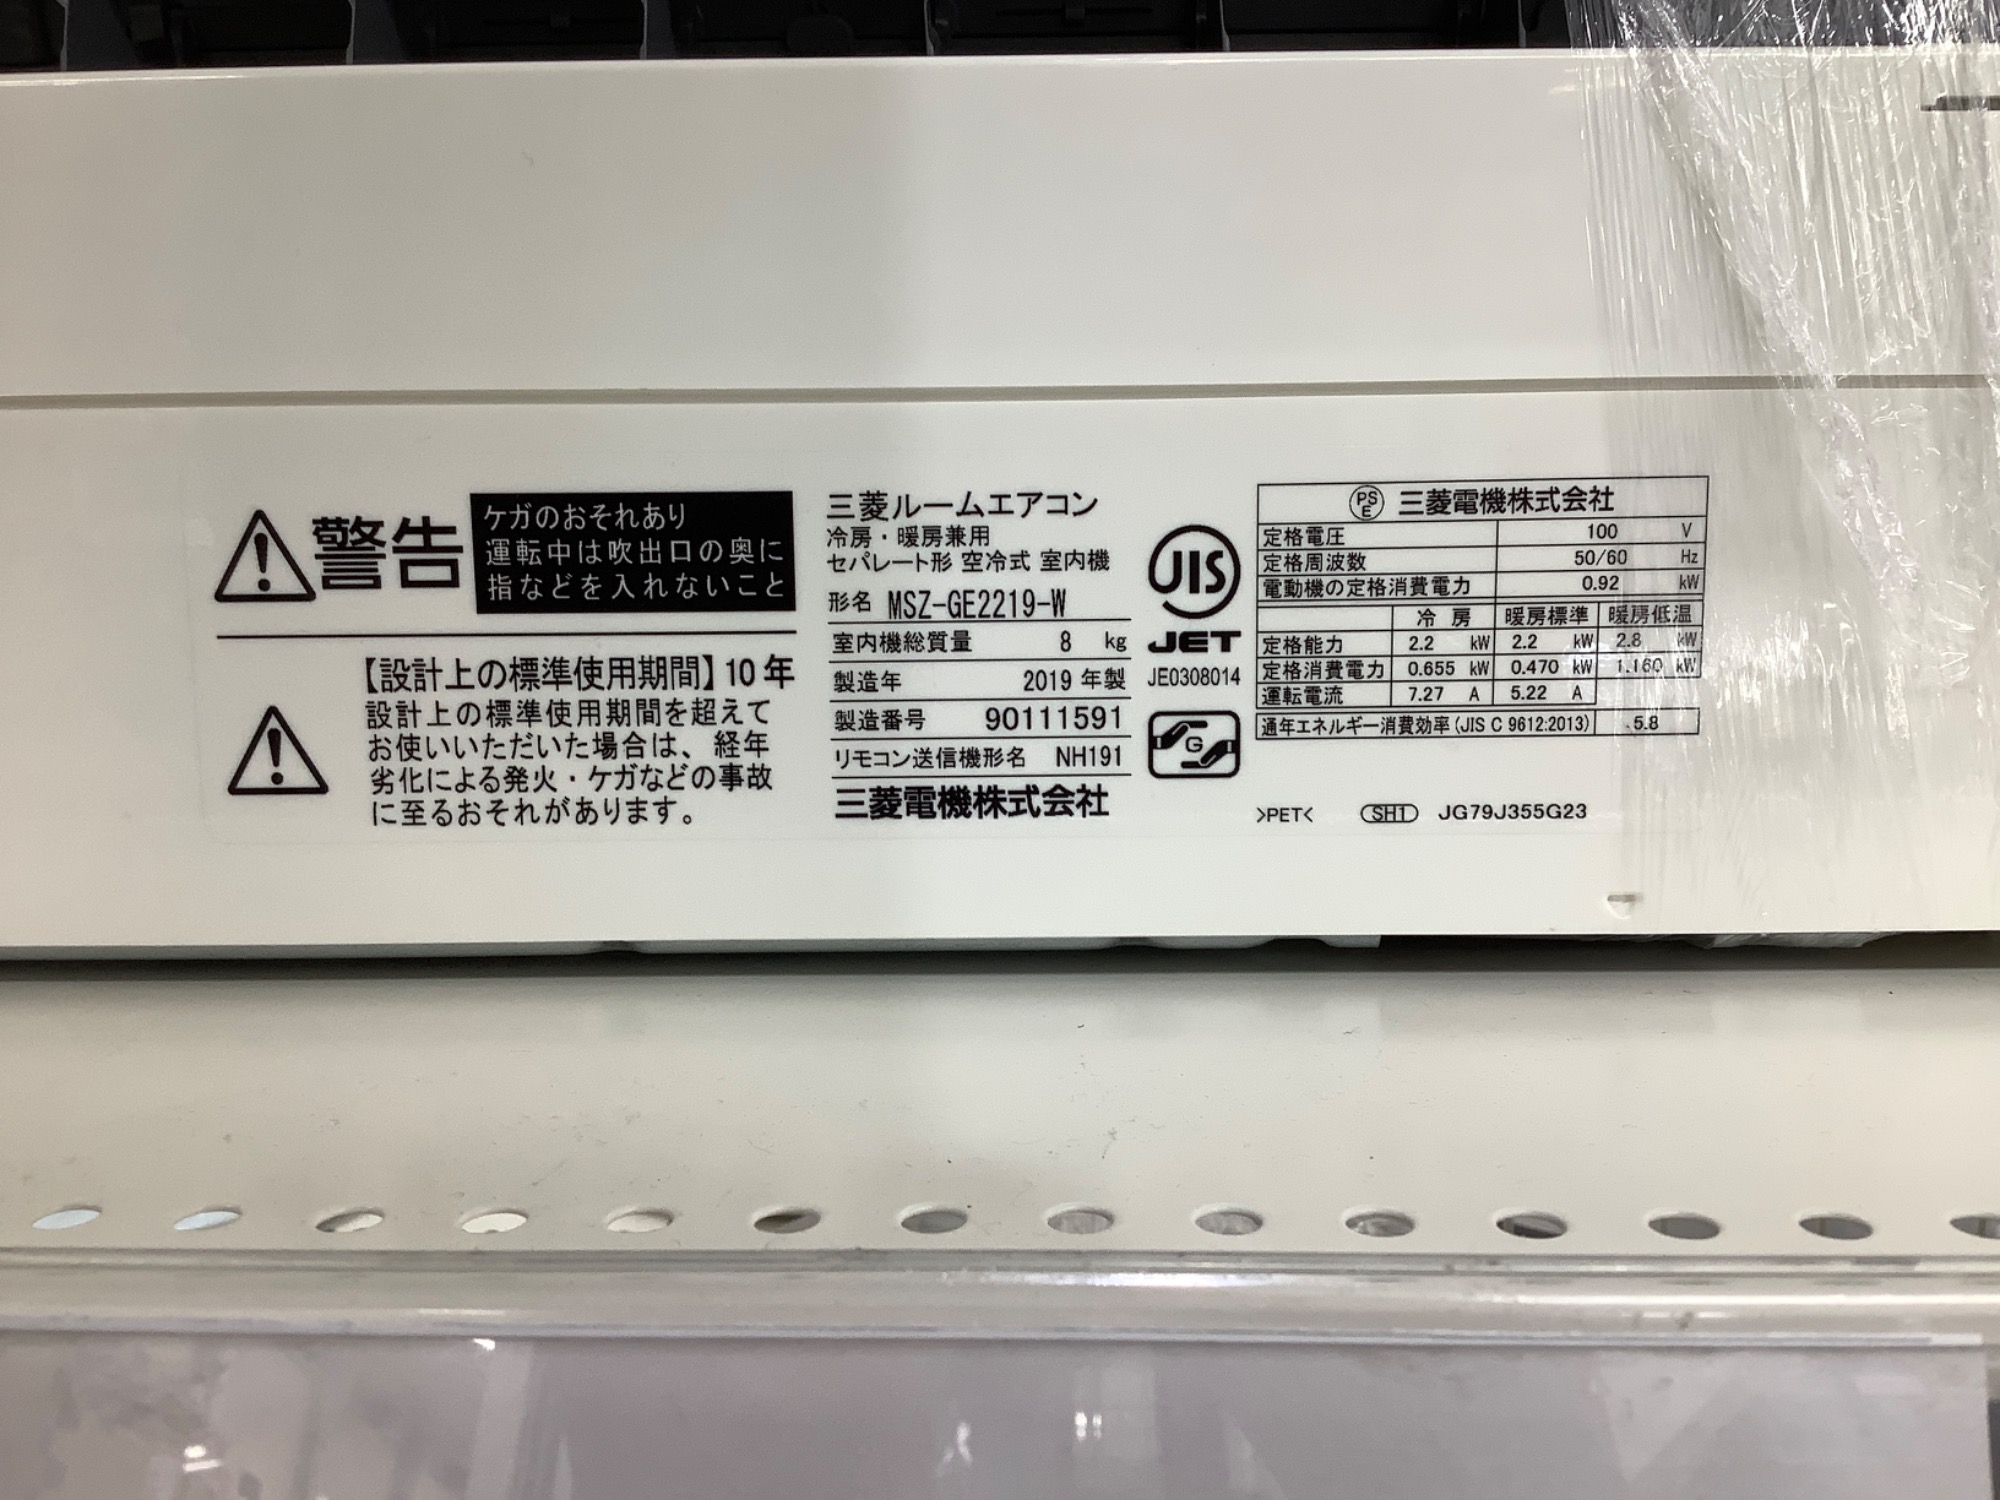 警告
ケガのおそれあり
運転中は吹出口の奥に
指などを入れないこと
【設計上の標準使用期間】10年
設計上の標準使用期間を超えて
お使いいただいた場合は、経年
劣化による発火・ケガなどの事故
に至るおそれがあります。
三菱ルームエアコン
冷房・暖房兼用
セパレート形 空冷式 室内機
形名 MSZ-GE2219-W
室内機総質量 8 kg
製造年 2019 年製
製造番号 90111591
リモコン送信機形名 NH191
三菱電機株式会社
JIS
JET
JE0308014
G
PSE 三菱電機株式会社
定格電圧 100 V
定格周波数 50/60 Hz
電動機の定格消費電力 0.92 kW
冷房 暖房標準 暖房低温
定格能力 2.2 kW 2.2 kW 2.8 kW
定格消費電力 0.655 kW 0.470 kW 1.160 kW
運転電流 7.27 A 5.22 A
通年エネルギー消費効率(JIS C 9612:2013) 5.8
>PET< SH1 JG79J355G23